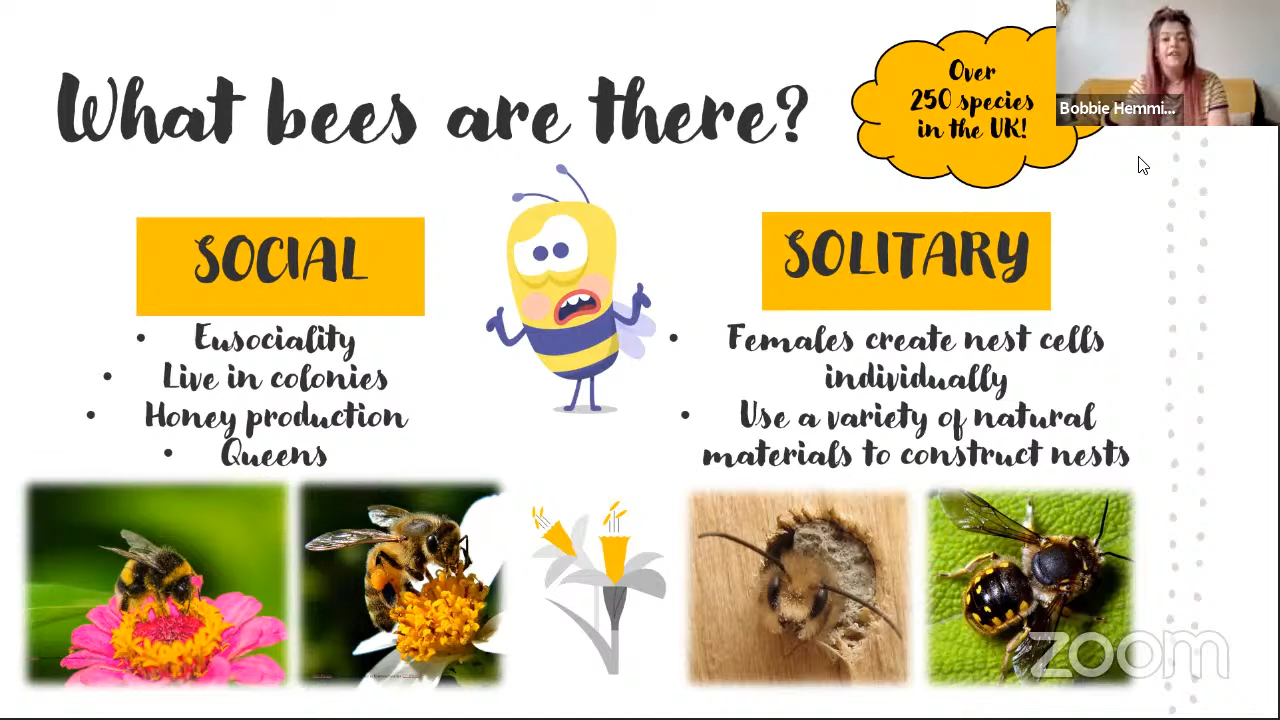 What bees are there?
Over
250 species
in the UK!
Bobbie Hemmi...
SOCIAL
• Eusociality
• Live in colonies
• Honey production
• Queens
SOLITARY
• Females create nest cells
individually
• Use a variety of natural
materials to construct nests
zoom